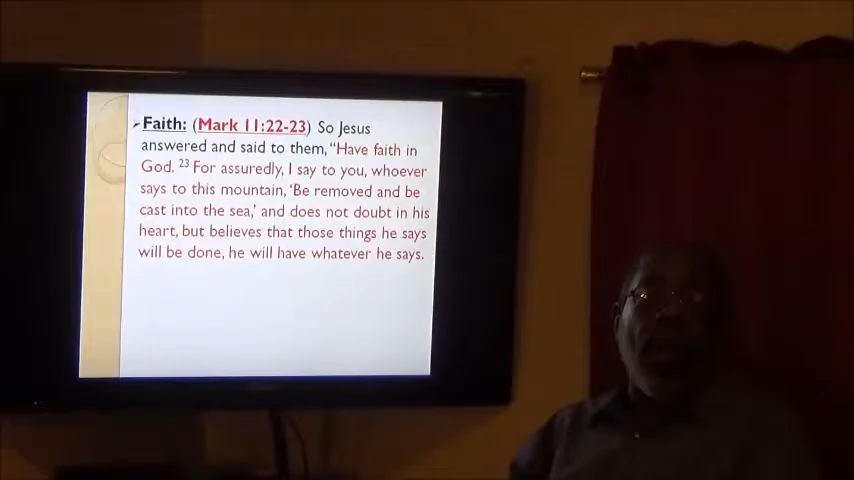 ➢Faith: (Mark 11:22-23) So Jesus
answered and said to them, “Have faith in
God. 23 For assuredly, I say to you, whoever
says to this mountain, ‘Be removed and be
cast into the sea,’ and does not doubt in his
heart, but believes that those things he says
will be done, he will have whatever he says.